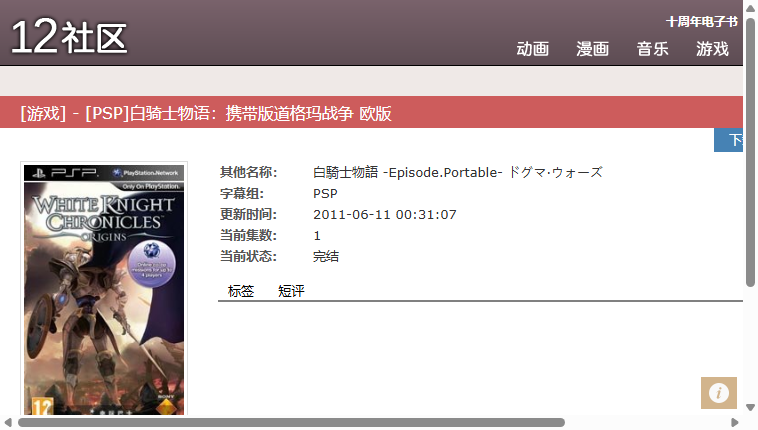 12社区
十周年电子书
动画 漫画 音乐 游戏
[游戏] - [PSP]白骑士物语：携带版道格玛战争 欧版
PSP PlayStation.Network
Only On PlayStation
WHITE KNIGHT
CHRONICLES
ORIGINS
Online co-op
missions for up to
4 players
12
SONY
其他名称： 白騎士物語 -Episode.Portable- ドグマ·ウォーズ
字幕组： PSP
更新时间： 2011-06-11 00:31:07
当前集数： 1
当前状态： 完结
标签 短评